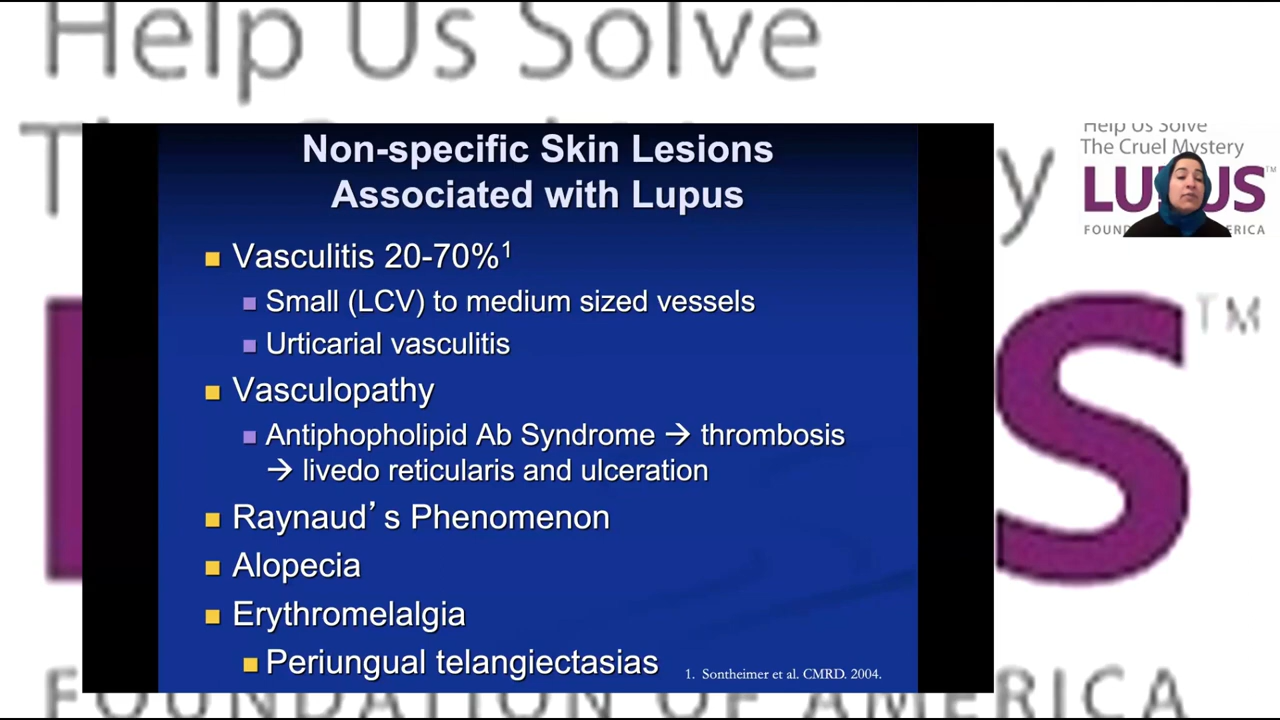 Help Us Solve
y
Non-specific Skin Lesions
Associated with Lupus
Vasculitis 20-70%1
Small (LCV) to medium sized vessels
Urticarial vasculitis
Vasculopathy
Antiphopholipid Ab Syndrome → thrombosis
→ livedo reticularis and ulceration
Raynaud’s Phenomenon
Alopecia
Erythromelalgia
Periungual telangiectasias
1. Sontheimer et al. CMRD. 2004.
Help Us Solve
The Cruel Mystery
LUPUS™
S™
FOUNDATION OF AMERICA